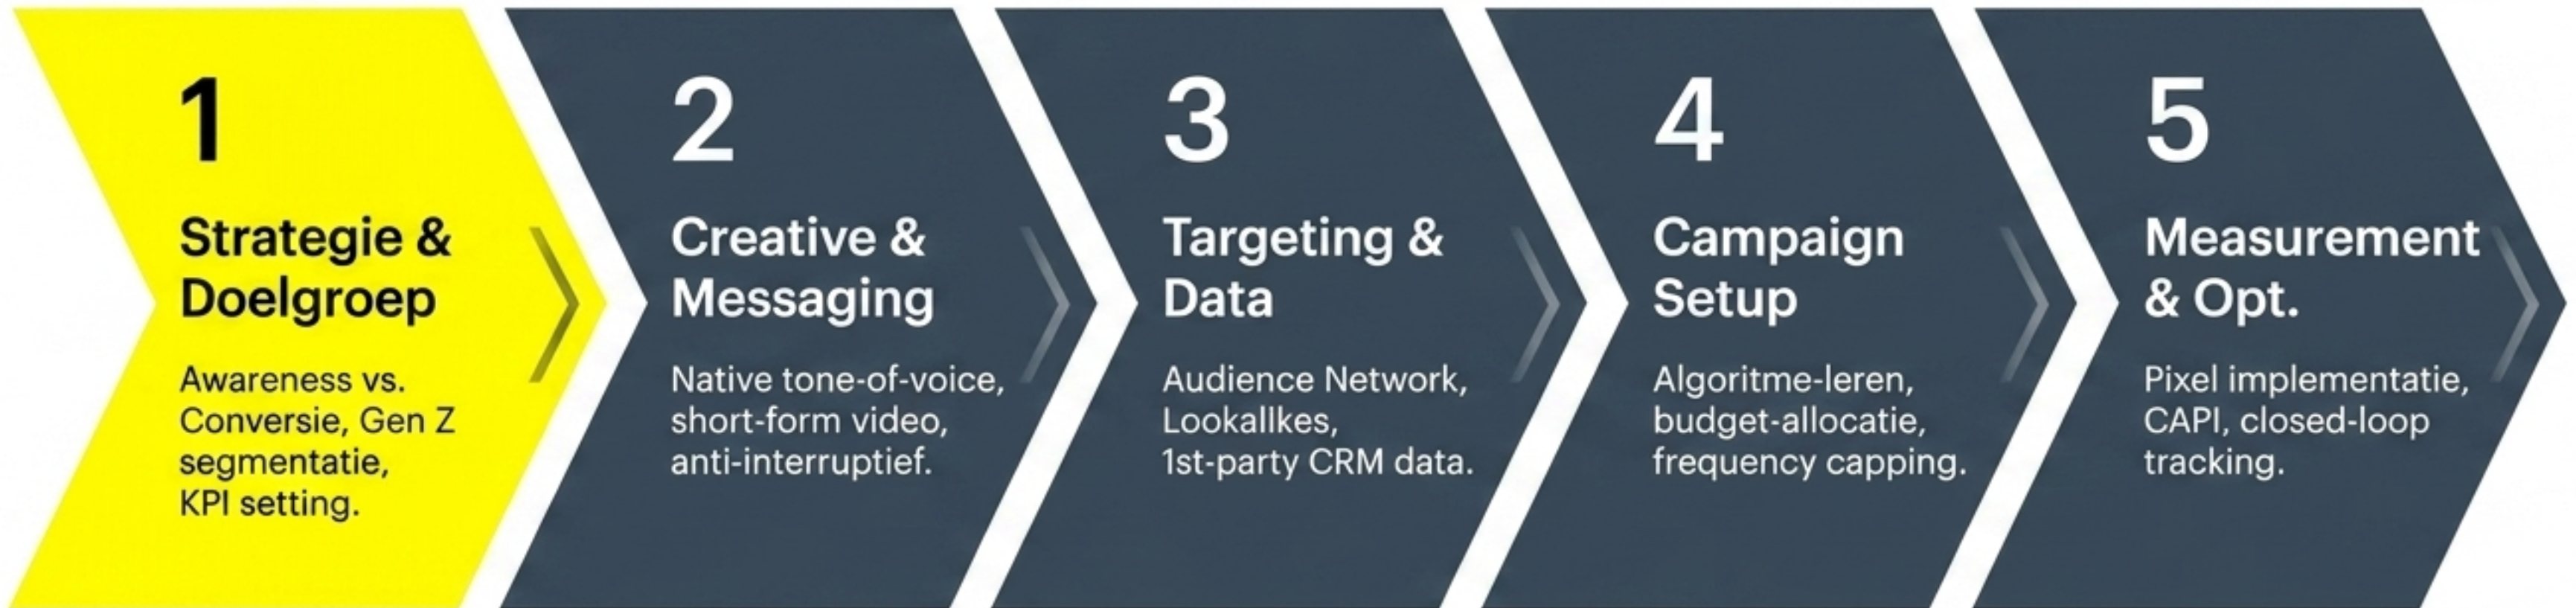 1
Strategie &
Doelgroep
Awareness vs.
Conversie, Gen Z
segmentatie,
KPI setting.
2
Creative &
Messaging
Native tone-of-voice,
short-form video,
anti-interruptief.
3
Targeting &
Data
Audience Network,
Lookallkes,
1st-party CRM data.
4
Campaign
Setup
Algoritme-leren,
budget-allocatie,
frequency capping.
5
Measurement
& Opt.
Pixel implementatie,
CAPI, closed-loop
tracking.